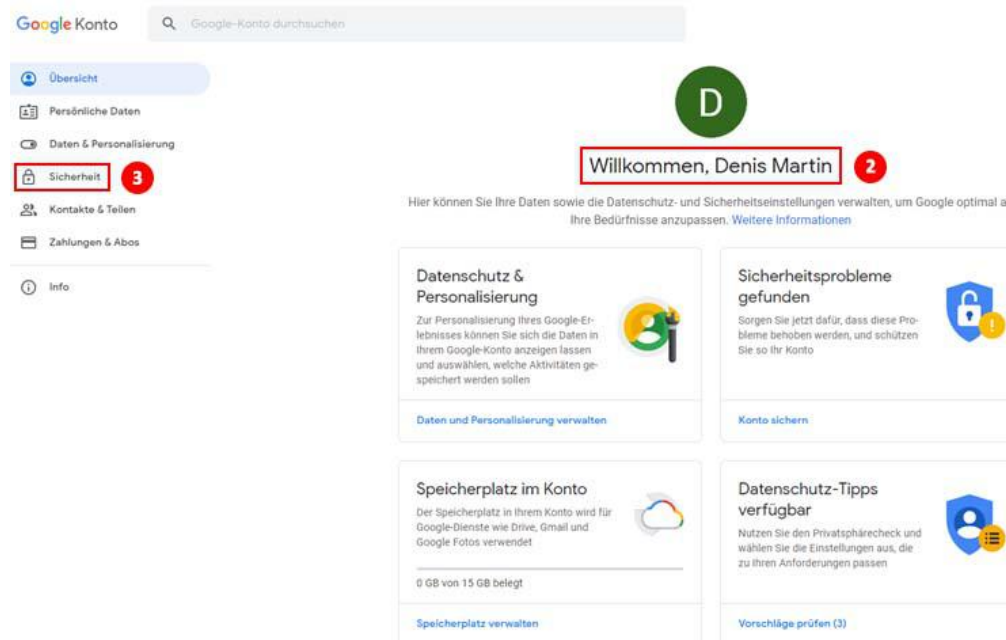 Google Konto
Google-Konto durchsuchen
Übersicht
Persönliche Daten
Daten & Personalisierung
Sicherheit
3
Kontakte & Teilen
Zahlungen & Abos
Info
D
Willkommen, Denis Martin
2
Hier können Sie Ihre Daten sowie die Datenschutz- und Sicherheitseinstellungen verwalten, um Google optimal a
Ihre Bedürfnisse anzupassen. Weitere Informationen
Datenschutz &
Personalisierung
Zur Personalisierung Ihres Google-Er-
lebnisses können Sie sich die Daten in
Ihrem Google-Konto anzeigen lassen
und auswählen, welche Aktivitäten ge-
speichert werden sollen
Daten und Personalisierung verwalten
Sicherheitsprobleme
gefunden
Sorgen Sie jetzt dafür, dass diese Pro-
bleme behoben werden, und schützen
Sie so Ihr Konto
Konto sichern
Speicherplatz im Konto
Der Speicherplatz in Ihrem Konto wird für
Google-Dienste wie Drive, Gmail und
Google Fotos verwendet
0 GB von 15 GB belegt
Speicherplatz verwalten
Datenschutz-Tipps
verfügbar
Nutzen Sie den Privatsphärecheck und
wählen Sie die Einstellungen aus, die
zu Ihren Anforderungen passen
Vorschläge prüfen (3)